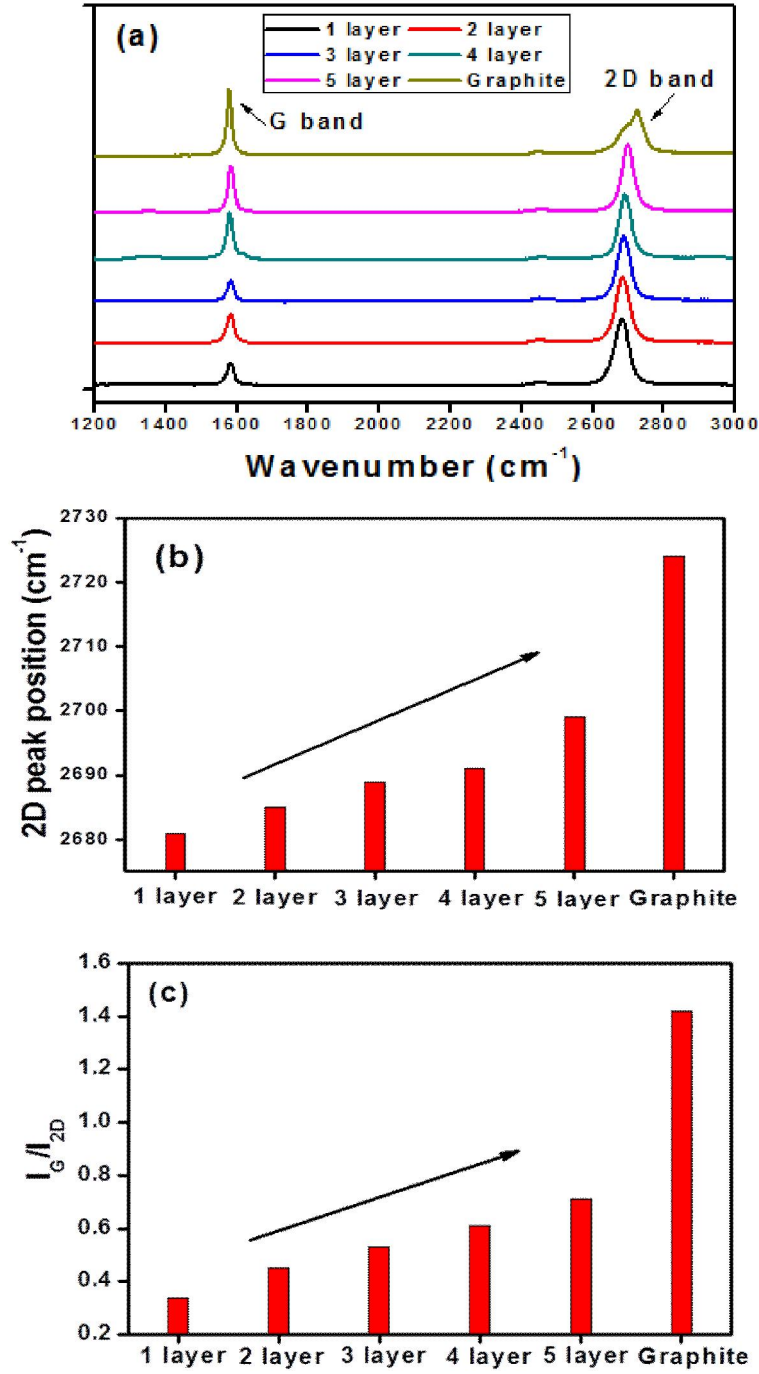 (a)
1 layer 2 layer
3 layer 4 layer
5 layer Graphite
G band
2D band
1200 1400 1600 1800 2000 2200 2400 2600 2800 3000
Wavenumber (cm⁻¹)
(b)
2D peak position (cm⁻¹)
2730
2720
2710
2700
2690
2680
1 layer 2 layer 3 layer 4 layer 5 layer Graphite
(c)
I_G/I_2D
1.6
1.4
1.2
1.0
0.8
0.6
0.4
0.2
1 layer 2 layer 3 layer 4 layer 5 layer Graphite